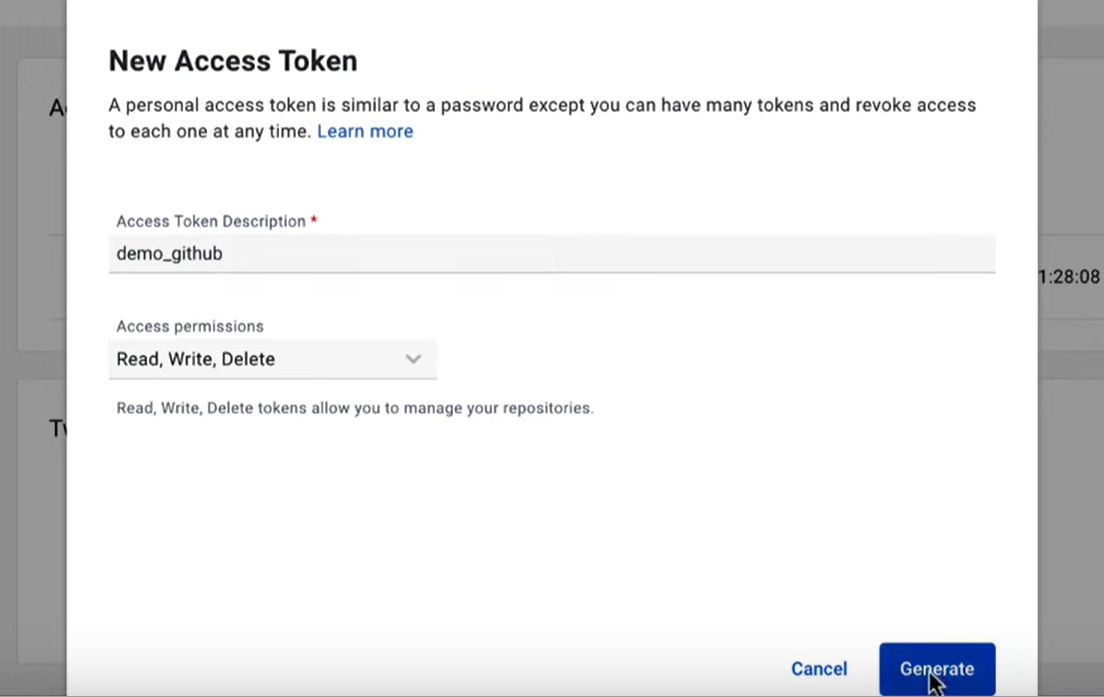 New Access Token
A personal access token is similar to a password except you can have many tokens and revoke access
to each one at any time. Learn more
Access Token Description *
demo_github
1:28:08
Access permissions
Read, Write, Delete
Read, Write, Delete tokens allow you to manage your repositories.
Cancel
Generate